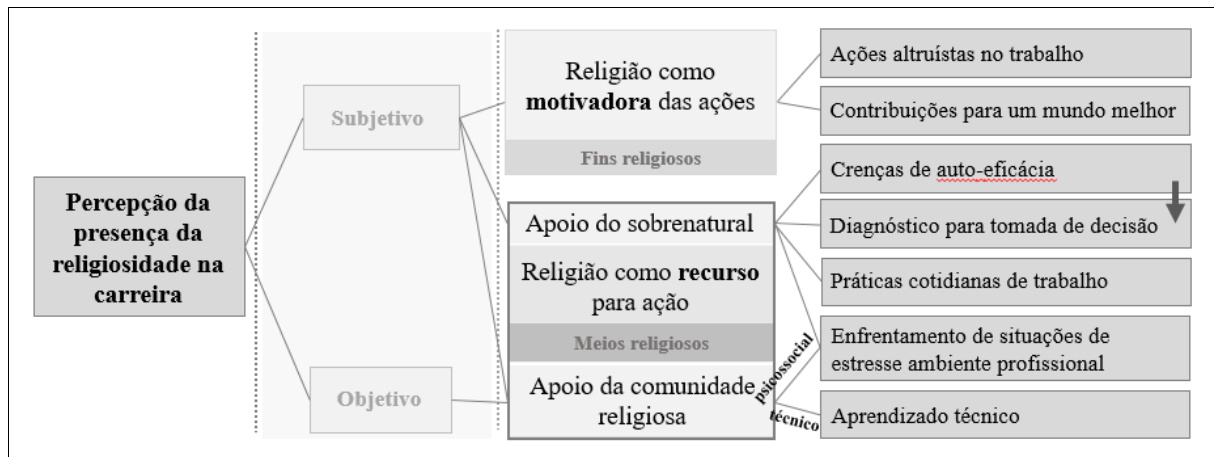 Percepção da
presença da
religiosidade na
carreira
Subjetivo
Objetivo
Religião como
motivadora das ações
Fins religiosos
Apoio do sobrenatural
Religião como recurso
para ação
Meios religiosos
Apoio da comunidade
religiosa
psicossocial
técnico
Ações altruístas no trabalho
Contribuições para um mundo melhor
Crenças de auto-eficácia
Diagnóstico para tomada de decisão
Práticas cotidianas de trabalho
Enfrentamento de situações de
estresse ambiente profissional
Aprendizado técnico